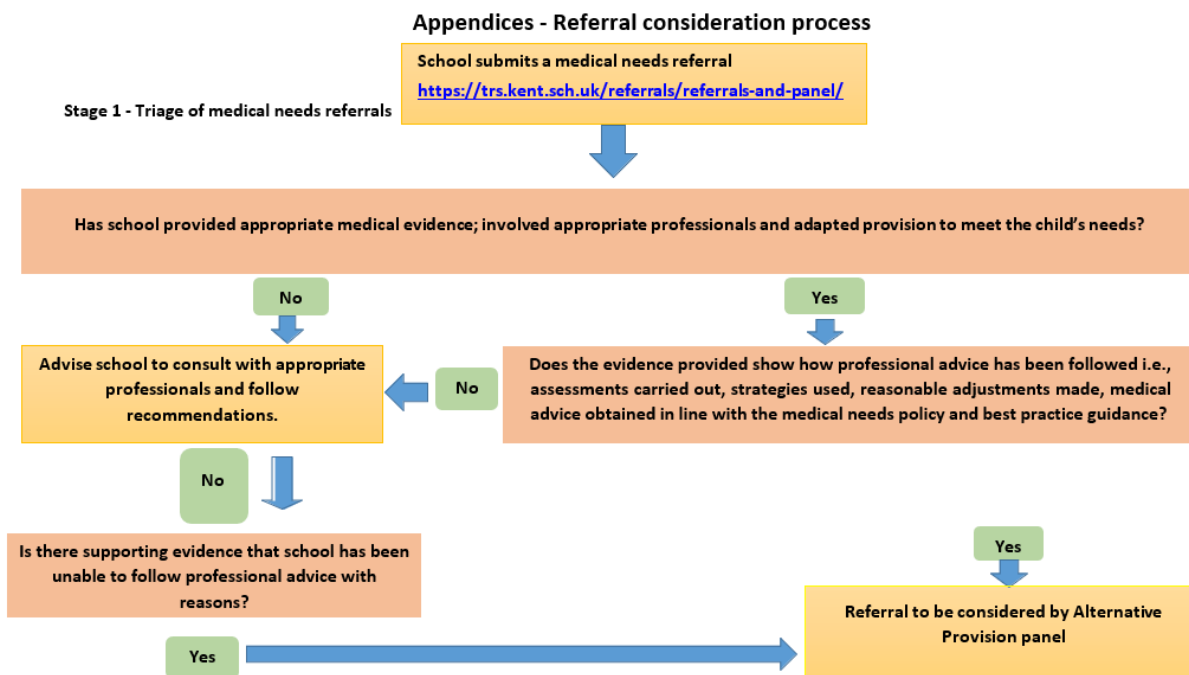 Appendices - Referral consideration process
School submits a medical needs referral
https://trs.kent.sch.uk/referrals/referrals-and-panel/
Stage 1 - Triage of medical needs referrals
Has school provided appropriate medical evidence; involved appropriate professionals and adapted provision to meet the child's needs?
No
Yes
Advise school to consult with appropriate
professionals and follow
recommendations.
No
Does the evidence provided show how professional advice has been followed i.e.,
assessments carried out, strategies used, reasonable adjustments made, medical
advice obtained in line with the medical needs policy and best practice guidance?
No
Is there supporting evidence that school has been
unable to follow professional advice with
reasons?
Yes
Yes
Referral to be considered by Alternative
Provision panel